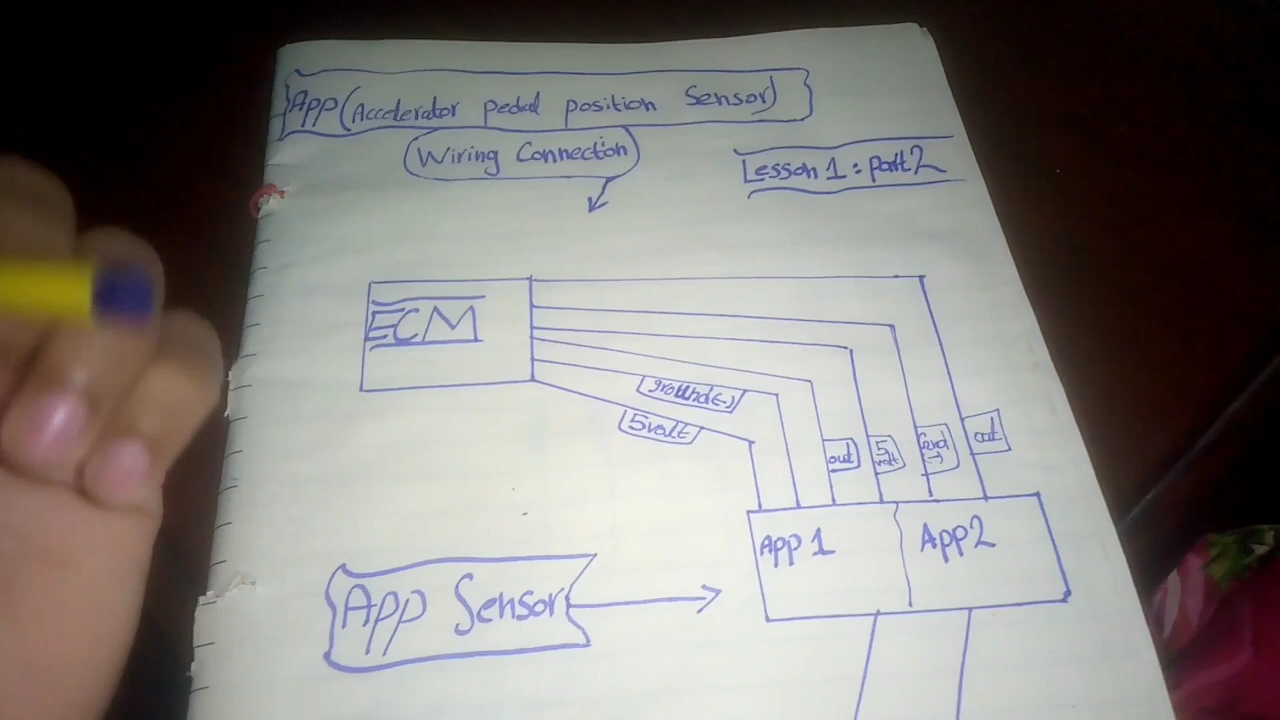 App (Accelerator pedal position Sensor)
Wiring Connection
Lesson 1: part 2
ECM
ground(-)
5 volt
out
5 volt
Grnd (-)
out
App 1
App 2
App Sensor